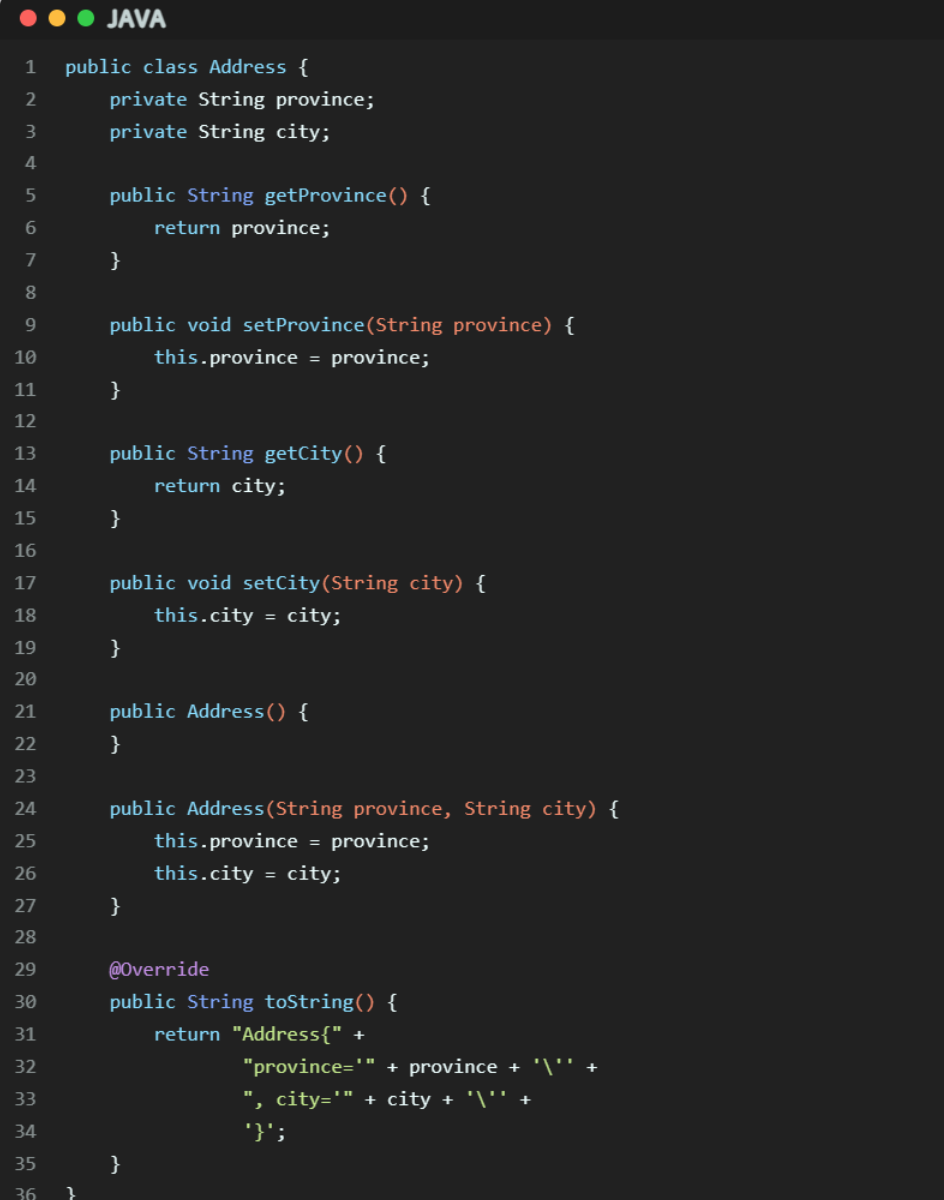 JAVA
1 public class Address {
2     private String province;
3     private String city;
4
5     public String getProvince() {
6         return province;
7     }
8
9     public void setProvince(String province) {
10         this.province = province;
11     }
12
13     public String getCity() {
14         return city;
15     }
16
17     public void setCity(String city) {
18         this.city = city;
19     }
20
21     public Address() {
22     }
23
24     public Address(String province, String city) {
25         this.province = province;
26         this.city = city;
27     }
28
29     @Override
30     public String toString() {
31         return "Address{" +
32                 "province='" + province + '\'' +
33                 ", city='" + city + '\'' +
34                 '}';
35     }
36 }